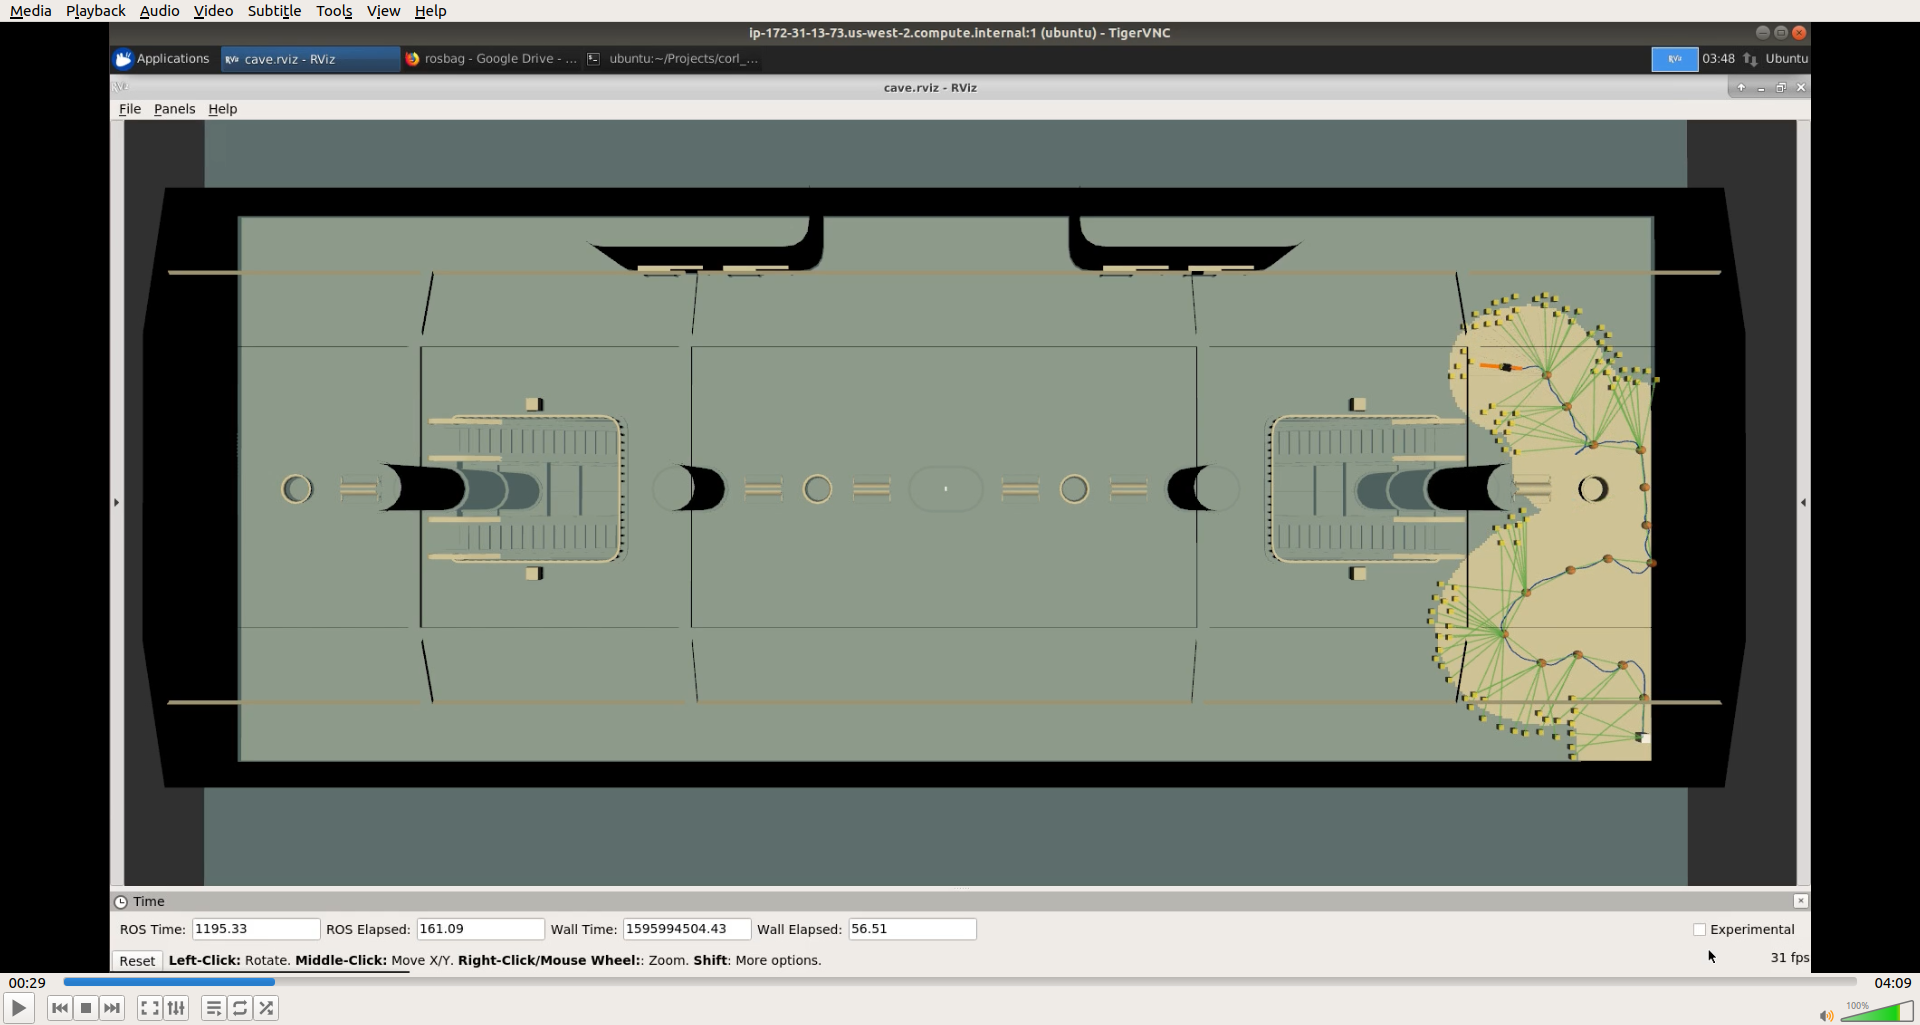 Media Playback Audio Video Subtitle Tools View Help
ip-172-31-13-73.us-west-2.compute.internal:1 (ubuntu) - TigerVNC
Applications RViz cave.rviz - RViz rosbag - Google Drive - ... ubuntu:~/Projects/corl_... RViz 03:48 Ubuntu
RViz cave.rviz - RViz
File Panels Help
Time
ROS Time: 1195.33 ROS Elapsed: 161.09 Wall Time: 1595994504.43 Wall Elapsed: 56.51 Experimental
Reset Left-Click: Rotate. Middle-Click: Move X/Y. Right-Click/Mouse Wheel:: Zoom. Shift: More options. 31 fps
00:29 04:09
100%